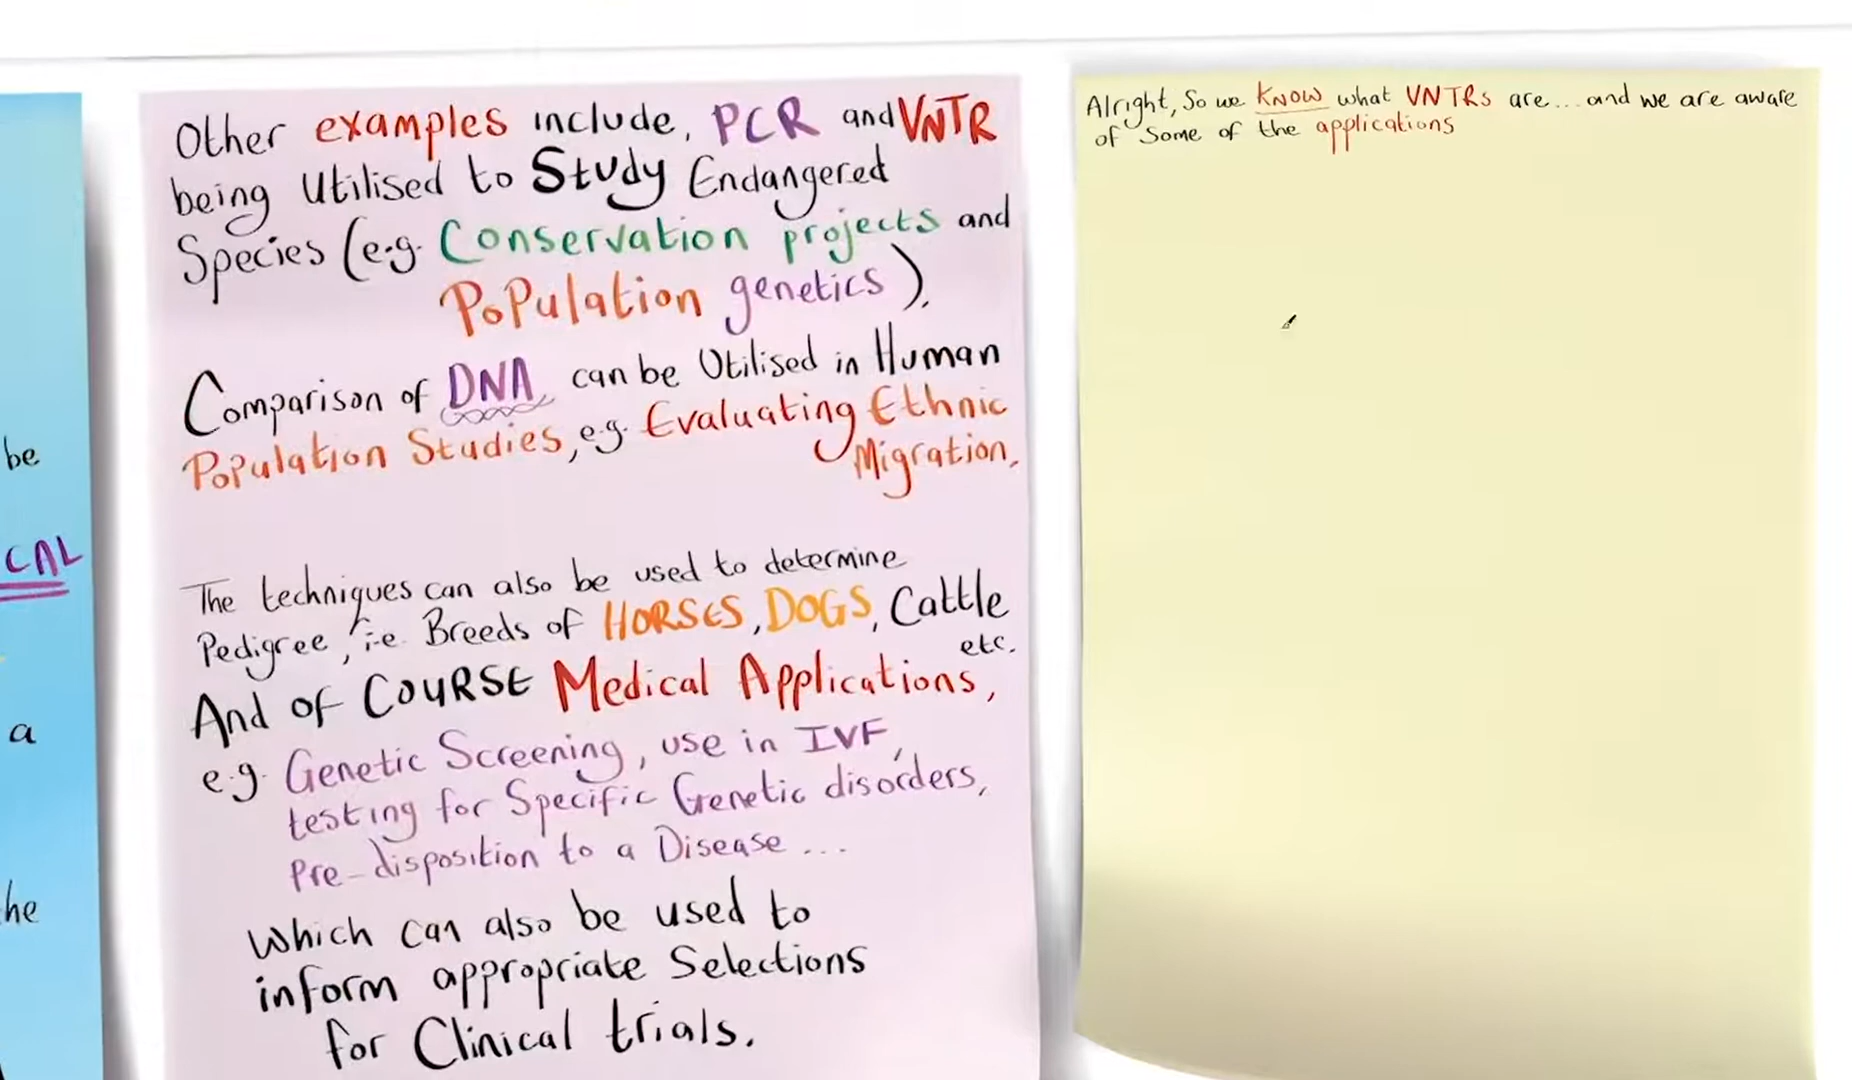 be
CAL
a
he
Other examples include, PCR and VNTR
being Utilised to Study Endangered
Species (e.g. Conservation projects and
Population genetics).
Comparison of DNA can be Utilised in Human
Population Studies, e.g. Evaluating Ethnic
Migration.
The techniques can also be used to determine
Pedigree, i.e. Breeds of HORSES, DOGS, Cattle
etc.
And of COURSE Medical Applications,
e.g. Genetic Screening, use in IVF,
testing for Specific Genetic disorders,
Pre-disposition to a Disease ...
Which can also be used to
inform appropriate Selections
for Clinical trials.
Alright, So we KNOW what VNTRs are... and we are aware
of Some of the applications